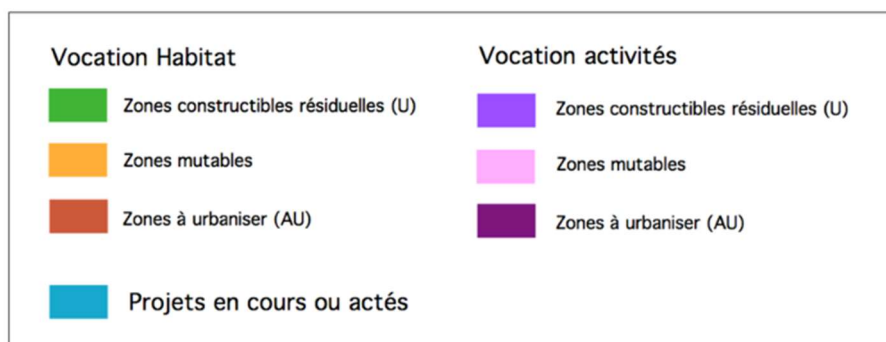 Vocation Habitat
Zones constructibles résiduelles (U)
Zones mutables
Zones à urbaniser (AU)
Projets en cours ou actés
Vocation activités
Zones constructibles résiduelles (U)
Zones mutables
Zones à urbaniser (AU)